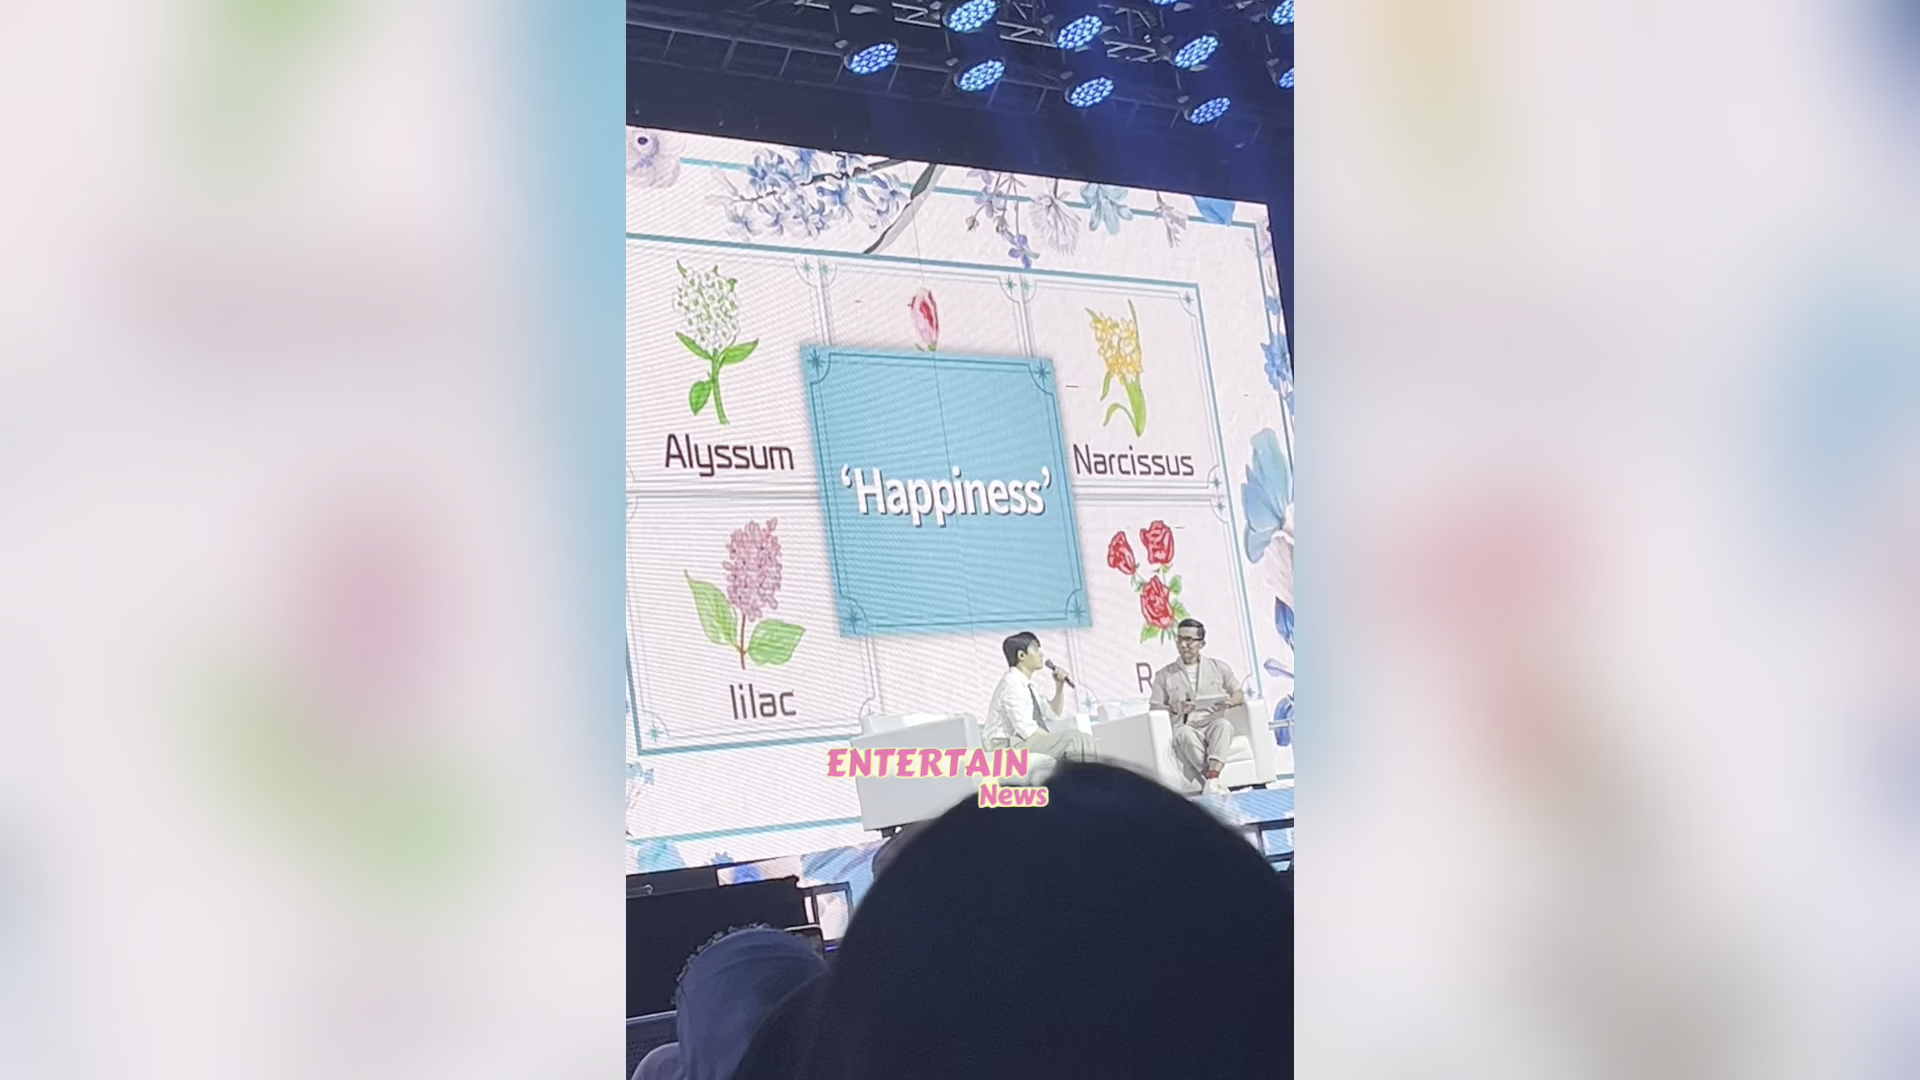 Alyssum
'Happiness'
Narcissus
lilac
ENTERTAIN
News